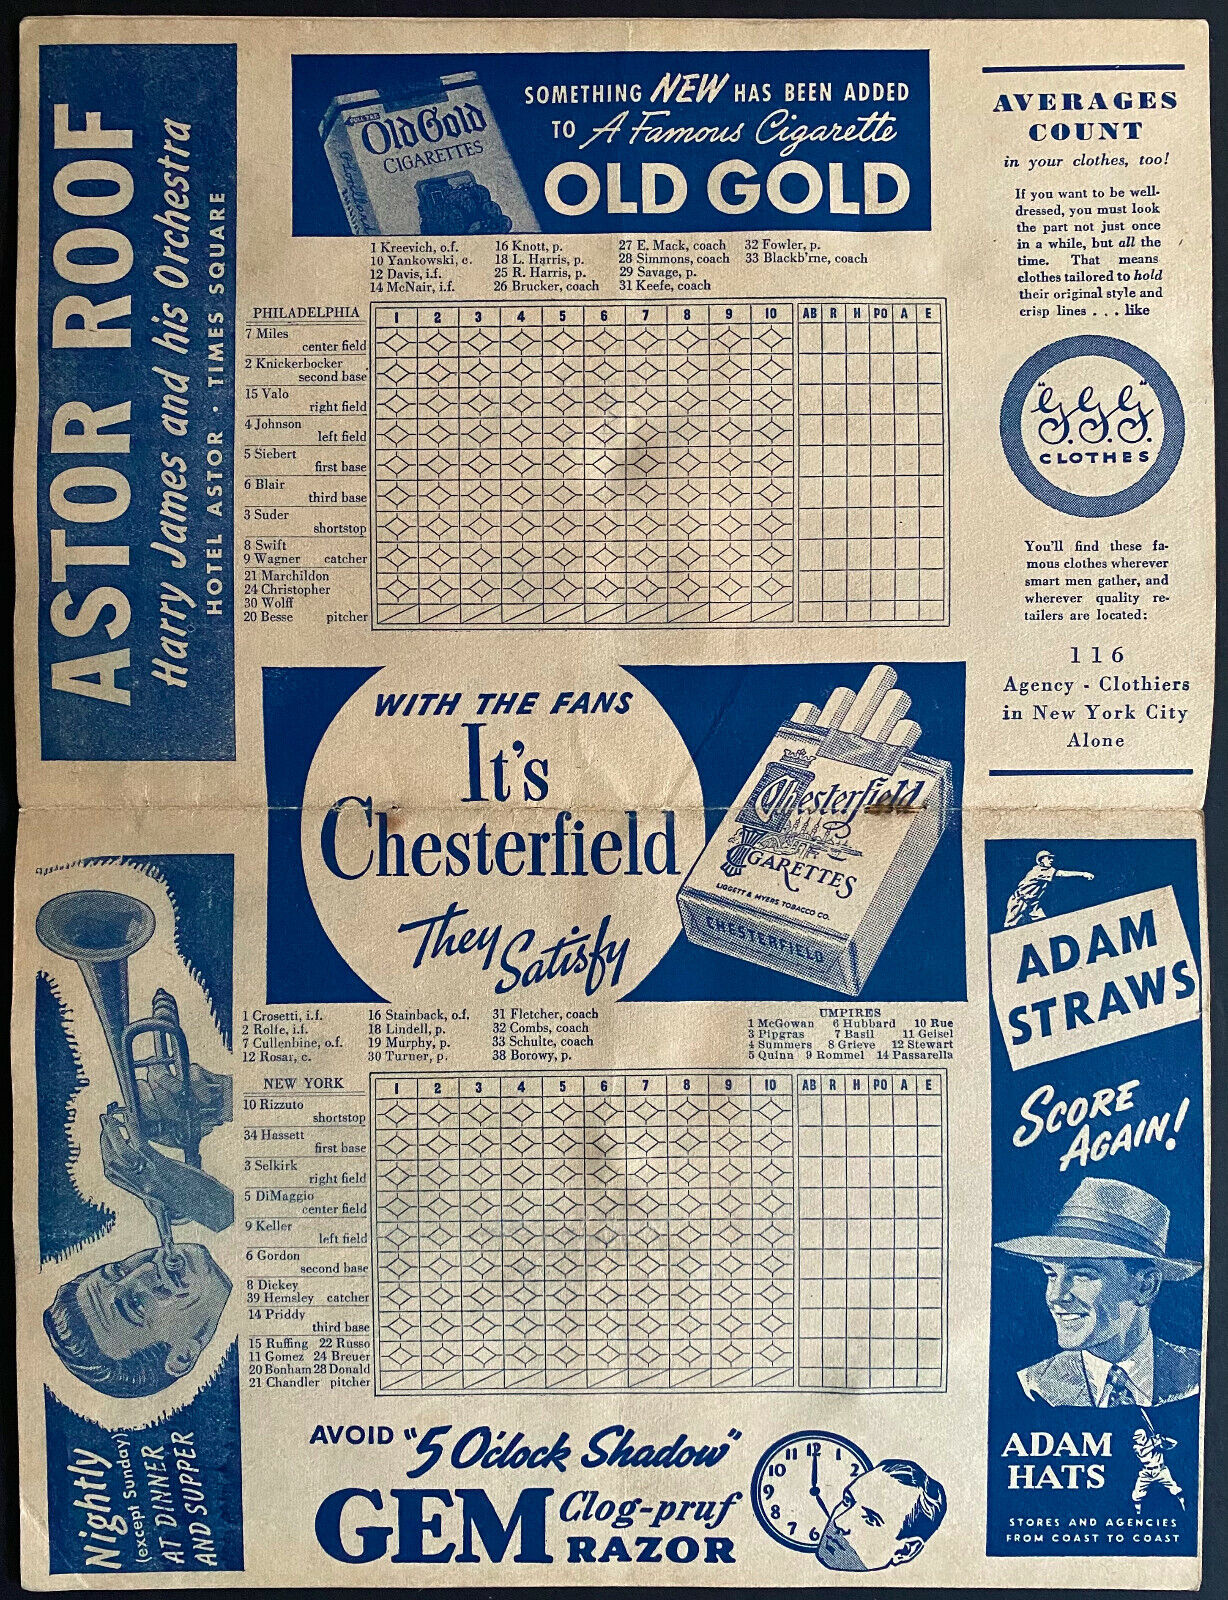 ASTOR ROOF
Harry James and his Orchestra
HOTEL ASTOR · TIMES SQUARE
SOMETHING NEW HAS BEEN ADDED
TO A Famous Cigarette
OLD GOLD
Old Gold
CIGARETTES
1 Kreevich, o.f.
10 Yankowski, c.
12 Davis, i.f.
14 McNair, i.f.
16 Knott, p.
18 L. Harris, p.
25 R. Harris, p.
26 Brucker, coach
27 E. Mack, coach
28 Simmons, coach
29 Savage, p.
31 Keefe, coach
32 Fowler, p.
33 Blackb'rne, coach
PHILADELPHIA 1 2 3 4 5 6 7 8 9 10 AB R H PO A E
7 Miles
center field
2 Knickerbocker
second base
15 Valo
right field
4 Johnson
left field
5 Siebert
first base
6 Blair
third base
3 Suder
shortstop
8 Swift
9 Wagner catcher
21 Marchildon
24 Christopher
30 Wolff
20 Besse pitcher
AVERAGES
COUNT
in your clothes, too!
If you want to be well-
dressed, you must look
the part not just once
in a while, but all the
time. That means
clothes tailored to hold
their original style and
crisp lines . . . like
"G.G.G."
CLOTHES
You'll find these fa-
mous clothes wherever
smart men gather, and
wherever quality re-
tailers are located:
116
Agency - Clothiers
in New York City
Alone
WITH THE FANS
It's
Chesterfield
They Satisfy
Chesterfield
CIGARETTES
LIGGETT & MYERS TOBACCO CO.
CHESTERFIELD
1 Crosetti, i.f.
2 Rolfe, i.f.
7 Cullenbine, o.f.
12 Rosar, c.
16 Stainback, o.f.
18 Lindell, p.
19 Murphy, p.
30 Turner, p.
31 Fletcher, coach
32 Combs, coach
33 Schulte, coach
38 Borowy, p.
UMPIRES
1 McGowan 6 Hubbard 10 Rue
3 Pipgras 7 Basil 11 Geisel
4 Summers 8 Grieve 12 Stewart
5 Quinn 9 Rommel 14 Passarella
NEW YORK 1 2 3 4 5 6 7 8 9 10 AB R H PO A E
10 Rizzuto
shortstop
34 Hassett
first base
3 Selkirk
right field
5 DiMaggio
center field
9 Keller
left field
6 Gordon
second base
8 Dickey
39 Hemsley catcher
14 Priddy
third base
15 Ruffing 22 Russo
11 Gomez 24 Breuer
20 Bonham 28 Donald
21 Chandler pitcher
Nightly
(except Sunday)
AT DINNER
AND SUPPER
AVOID "5 O'clock Shadow"
GEM Clog-pruf
RAZOR
10 11 12 2 9 8 7 6
ADAM
STRAWS
SCORE
AGAIN!
ADAM
HATS
STORES AND AGENCIES
FROM COAST TO COAST